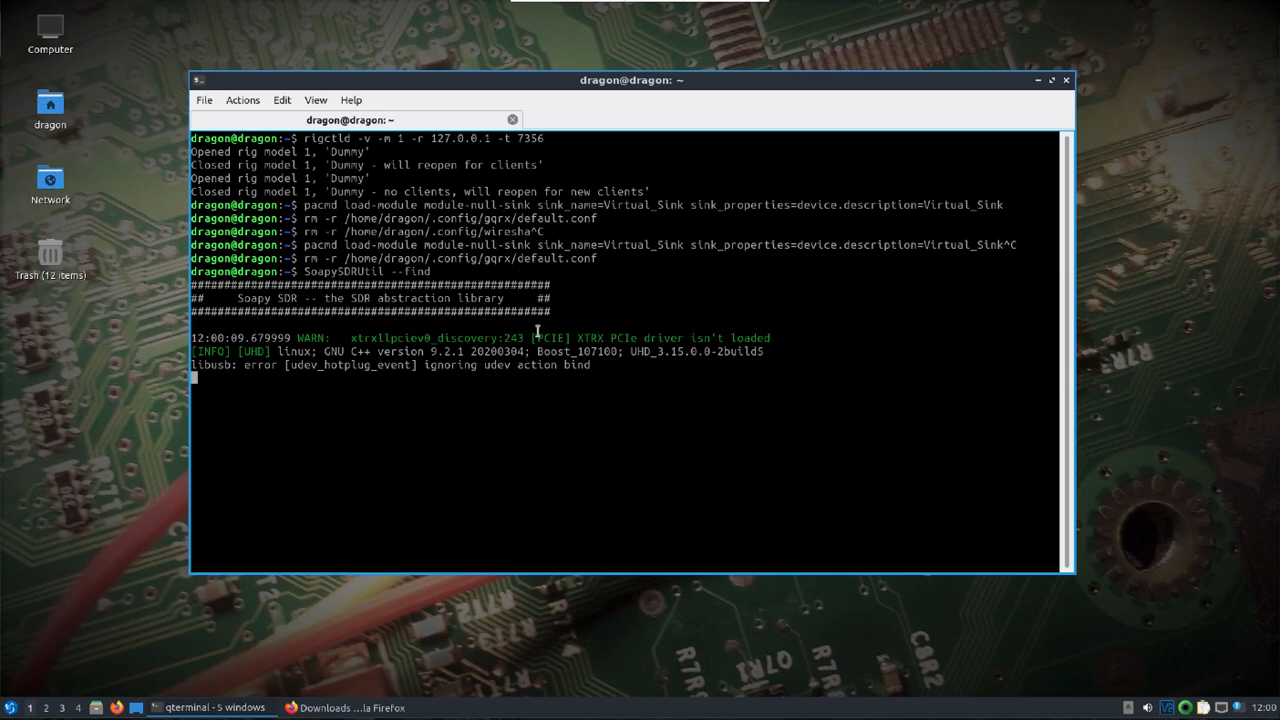 Computer
dragon
Network
Trash (12 items)
dragon@dragon: ~
File Actions Edit View Help
dragon@dragon: ~
dragon@dragon:~$ rigctld -v -m 1 -r 127.0.0.1 -t 7356
Opened rig model 1, 'Dummy'
Closed rig model 1, 'Dummy - will reopen for clients'
Opened rig model 1, 'Dummy'
Closed rig model 1, 'Dummy - no clients, will reopen for new clients'
dragon@dragon:~$ pacmd load-module module-null-sink sink_name=Virtual_Sink sink_properties=device.description=Virtual_Sink
dragon@dragon:~$ rm -r /home/dragon/.config/gqrx/default.conf
dragon@dragon:~$ rm -r /home/dragon/.config/wiresha^C
dragon@dragon:~$ pacmd load-module module-null-sink sink_name=Virtual_Sink sink_properties=device.description=Virtual_Sink^C
dragon@dragon:~$ rm -r /home/dragon/.config/gqrx/default.conf
dragon@dragon:~$ SoapySDRUtil --find
######################################################
## Soapy SDR -- the SDR abstraction library ##
######################################################
12:00:09.679999 WARN: xtrxllpciev0_discovery:243 [PCIE] XTRX PCIe driver isn't loaded
[INFO] [UHD] linux; GNU C++ version 9.2.1 20200304; Boost_107100; UHD_3.15.0.0-2build5
libusb: error [udev_hotplug_event] ignoring udev action bind
1 2 3 4 qterminal - 5 windows Downloads ...la Firefox 12:00